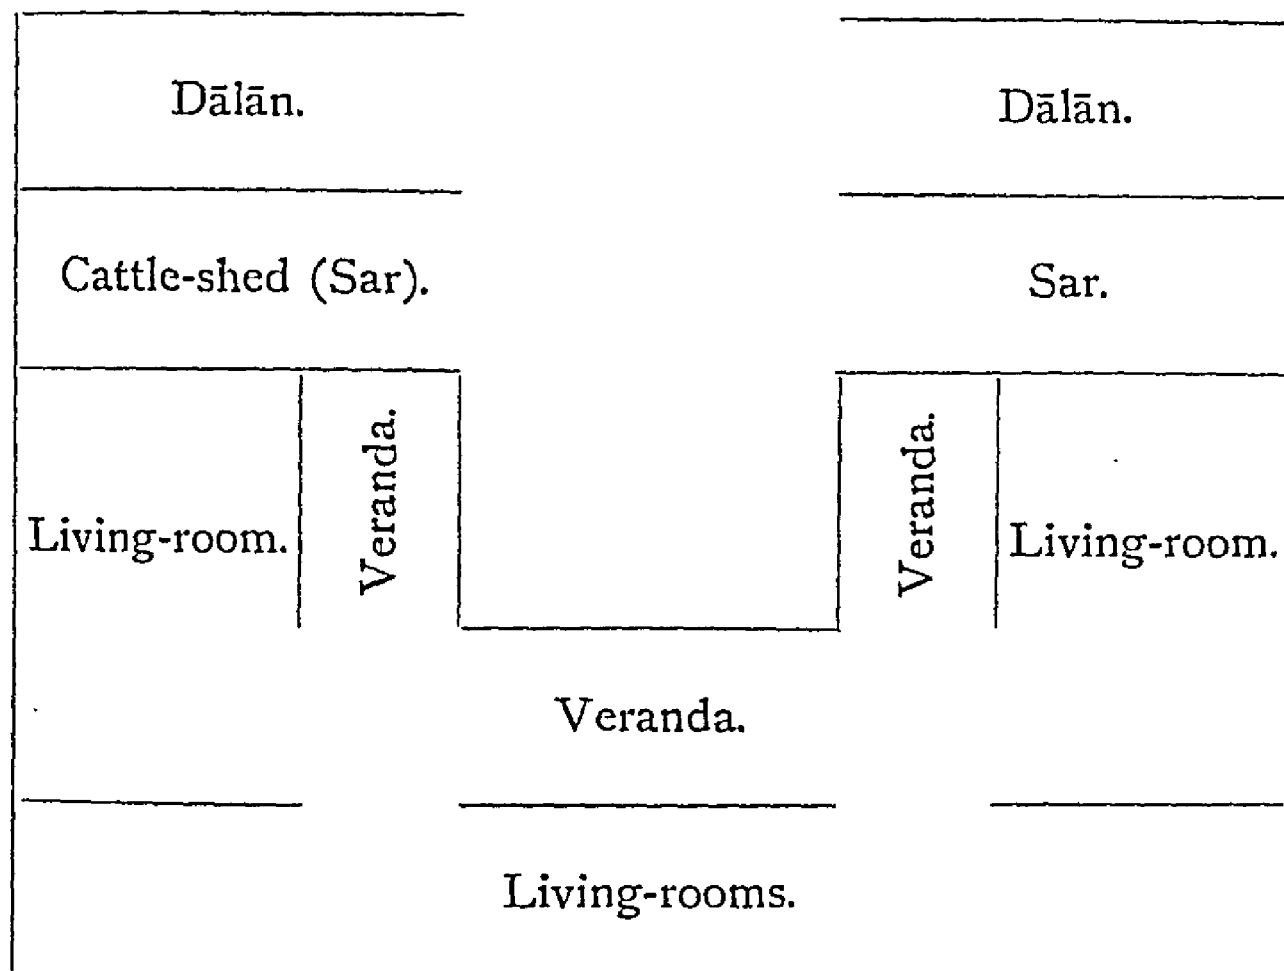 Dālān.
Dālān.
Cattle-shed (Sar).
Sar.
Living-room.
Veranda.
Veranda.
Living-room.
Veranda.
Living-rooms.